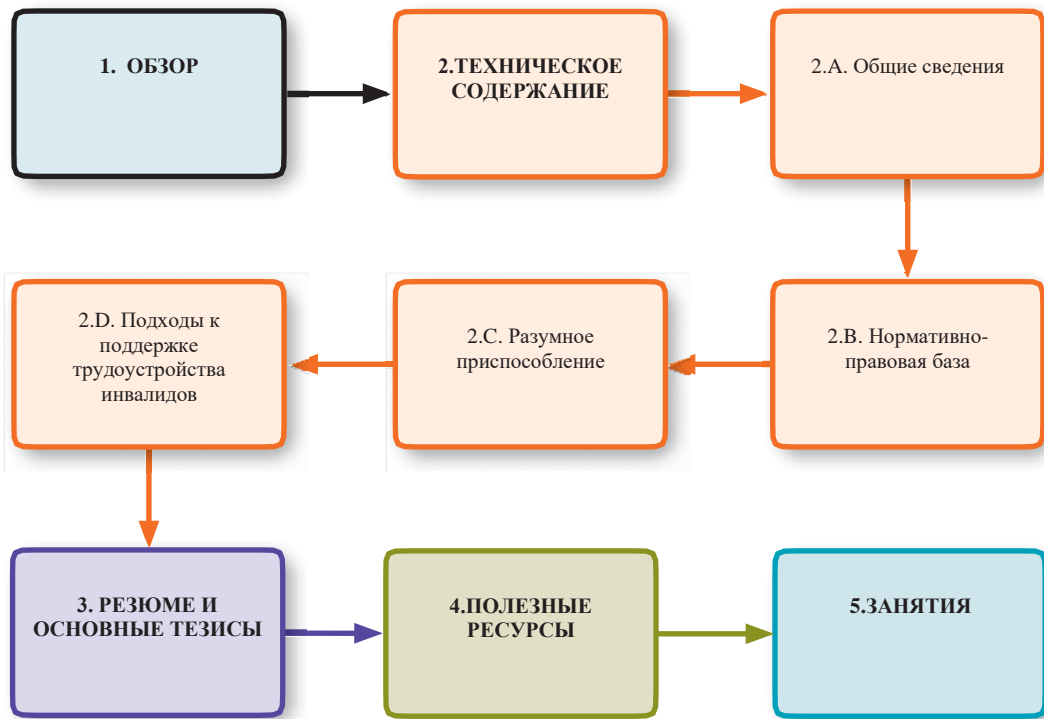 1. ОБЗОР
2.ТЕХНИЧЕСКОЕ
СОДЕРЖАНИЕ
2.A. Общие сведения
2.D. Подходы к
поддержке
трудоустройства
инвалидов
2.C. Разумное
приспособление
2.B. Нормативно-
правовая база
3. РЕЗЮМЕ И
ОСНОВНЫЕ ТЕЗИСЫ
4.ПОЛЕЗНЫЕ
РЕСУРСЫ
5.ЗАНЯТИЯ